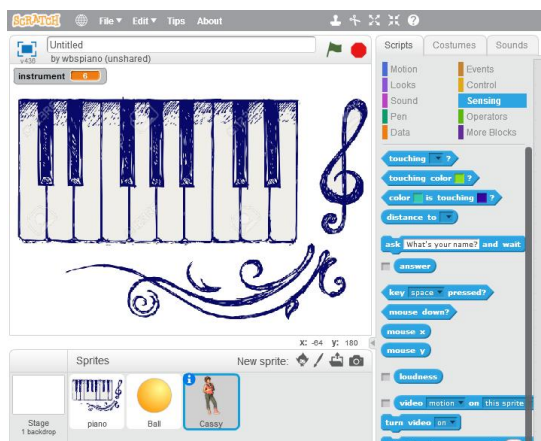 SCRATCH File▼ Edit▼ Tips About
Untitled
v438 by wbspiano (unshared)
instrument 6
x: -64 y: 180
Sprites New sprite:
Stage
1 backdrop
piano
Ball
Cassy
Scripts Costumes Sounds
Motion Events
Looks Control
Sound Sensing
Pen Operators
Data More Blocks
touching ?
touching color ?
color is touching ?
distance to
ask What's your name? and wait
answer
key space pressed?
mouse down?
mouse x
mouse y
loudness
video motion on this sprite
turn video on